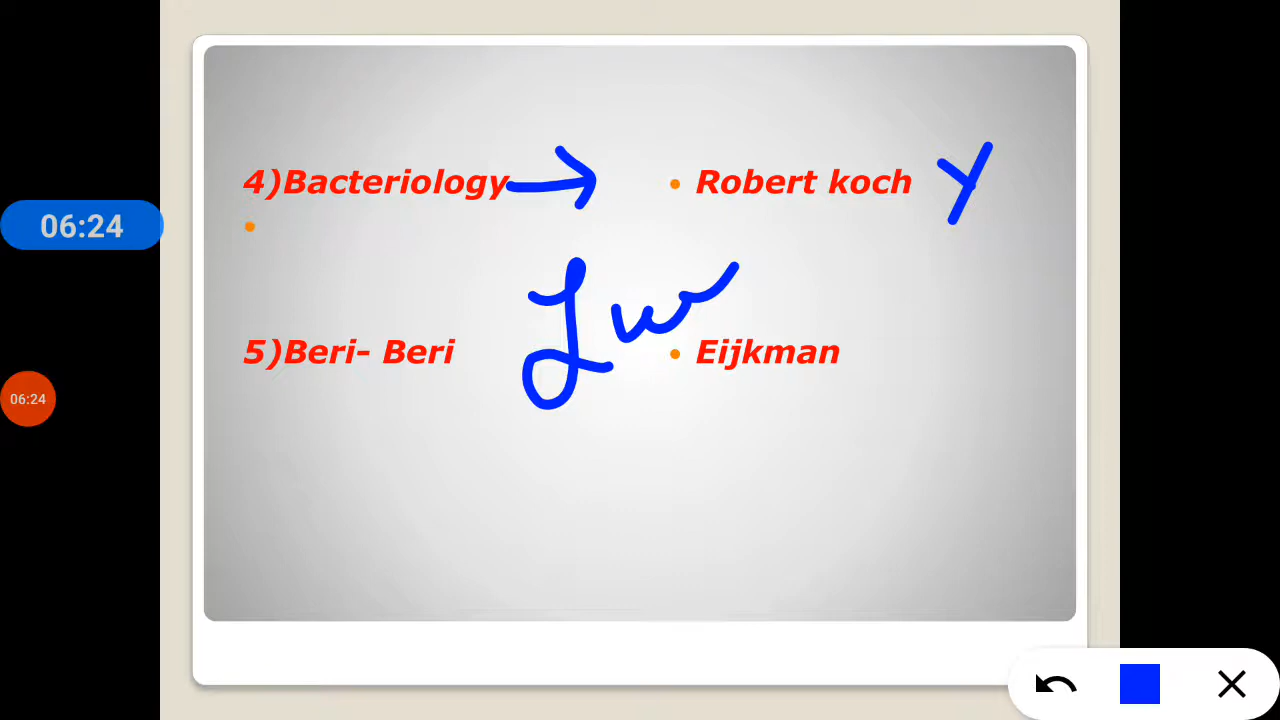 4)Bacteriology
Robert koch
06:24
5)Beri- Beri
Eijkman
06:24